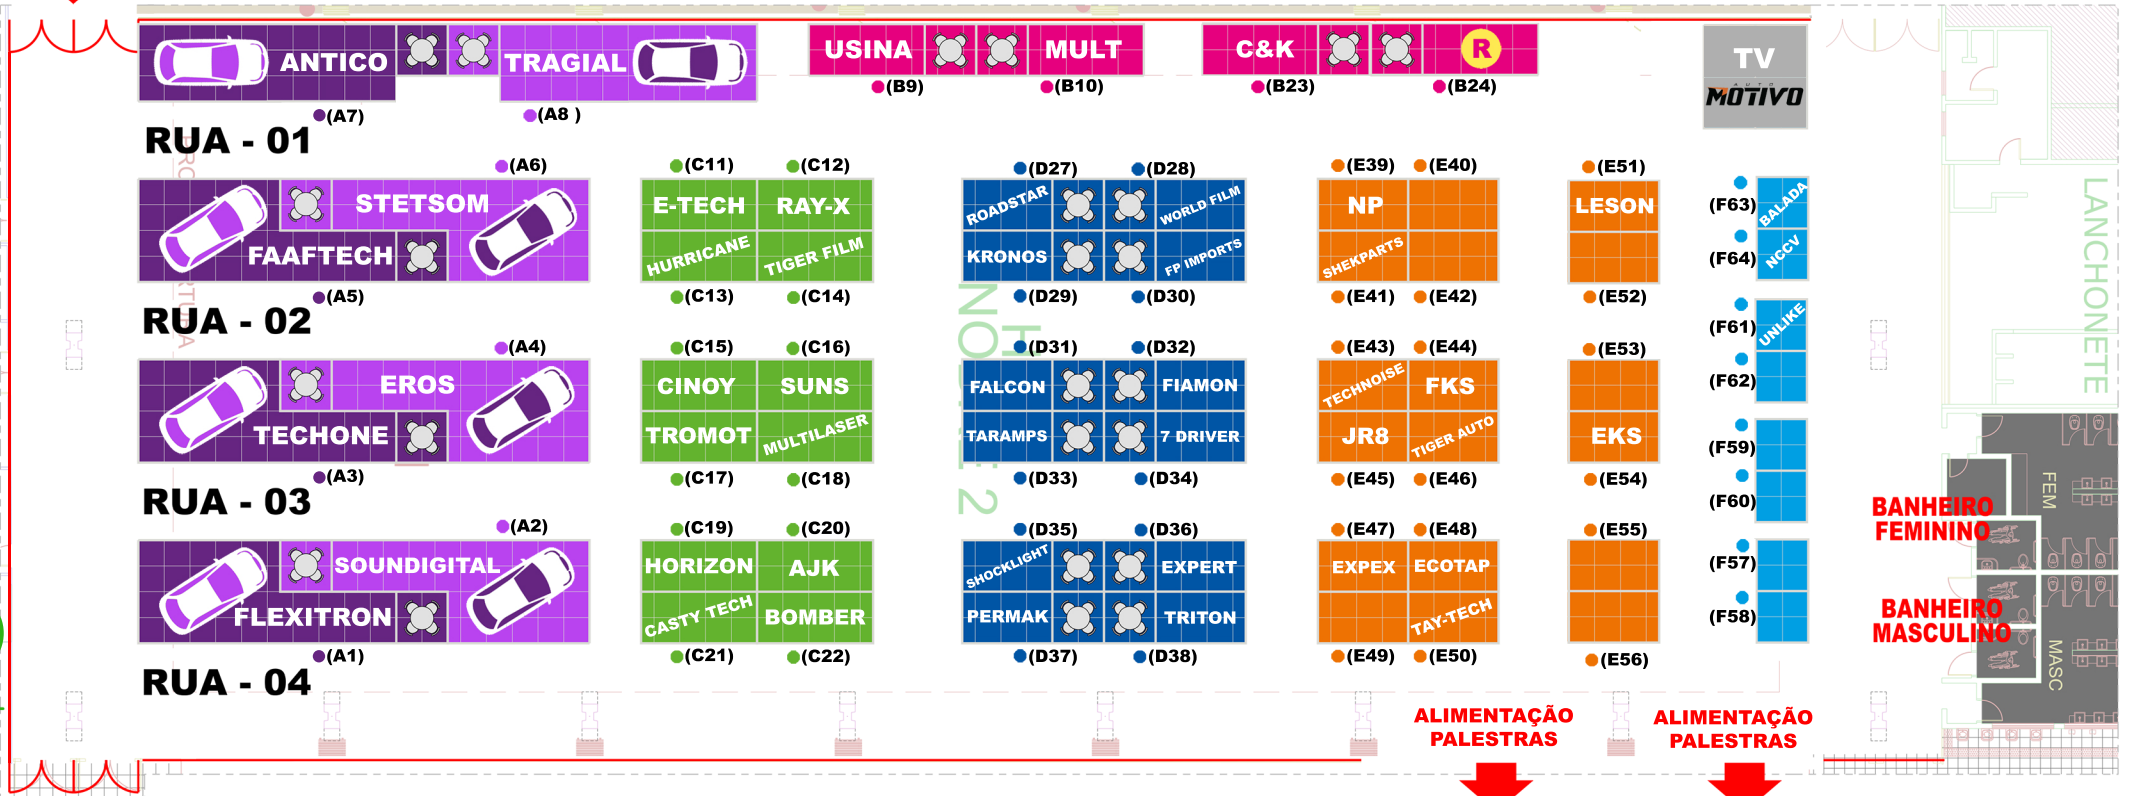 ANTICO
TRAGIAL
USINA
MULT
C&K
R
TV
AUTO
MOTIVO
(A7)
(A8 )
(B9)
(B10)
(B23)
(B24)
RUA - 01
(A6)
(C11)
(C12)
(D27)
(D28)
(E39)
(E40)
(E51)
STETSOM
FAAFTECH
E-TECH
RAY-X
HURRICANE
TIGER FILM
ROADSTAR
WORLD FILM
KRONOS
FP IMPORTS
NP
SHEKPARTS
LESON
(F63)
BALADA
(F64)
NCCV
LANCHONETE
(A5)
(C13)
(C14)
(D29)
(D30)
(E41)
(E42)
(E52)
RUA - 02
(A4)
(C15)
(C16)
(D31)
(D32)
(E43)
(E44)
(E53)
(F61)
UNLIKE
(F62)
EROS
TECHONE
CINOY
SUNS
TROMOT
MULTILASER
FALCON
FIAMON
TARAMPS
7 DRIVER
TECHNOISE
FKS
JR8
TIGER AUTO
EKS
(F59)
(F60)
(A3)
(C17)
(C18)
(D33)
(D34)
(E45)
(E46)
(E54)
RUA - 03
(A2)
(C19)
(C20)
(D35)
(D36)
(E47)
(E48)
(E55)
SOUNDIGITAL
FLEXITRON
HORIZON
AJK
CASTY TECH
BOMBER
SHOCKLIGHT
EXPERT
PERMAK
TRITON
EXPEX
ECOTAP
TAY-TECH
(F57)
(F58)
BANHEIRO
FEMININO
FEM
BANHEIRO
MASCULINO
MASC
(A1)
(C21)
(C22)
(D37)
(D38)
(E49)
(E50)
(E56)
RUA - 04
ALIMENTAÇÃO
PALESTRAS
ALIMENTAÇÃO
PALESTRAS